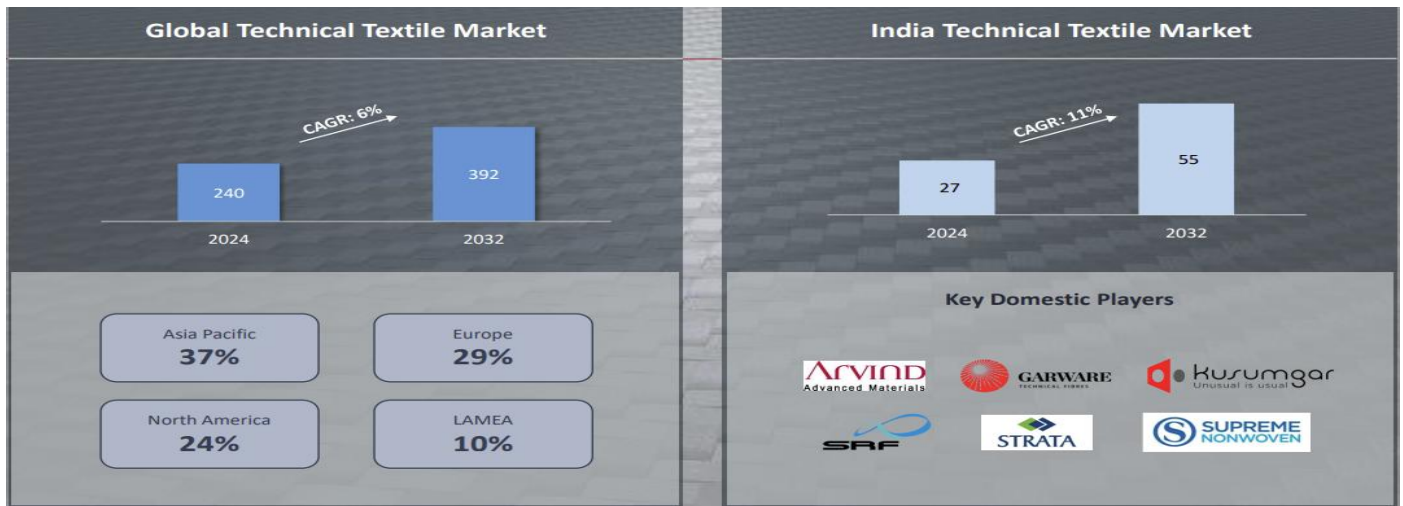 Global Technical Textile Market
CAGR: 6%
240
392
2024
2032
Asia Pacific
37%
Europe
29%
North America
24%
LAMEA
10%
India Technical Textile Market
CAGR: 11%
27
55
2024
2032
Key Domestic Players
ARVIND
Advanced Materials
GARWARE
TECHNICAL FIBRES
Kusumgar
Unusual is usual
SRF
STRATA
S SUPREME
NONWOVEN